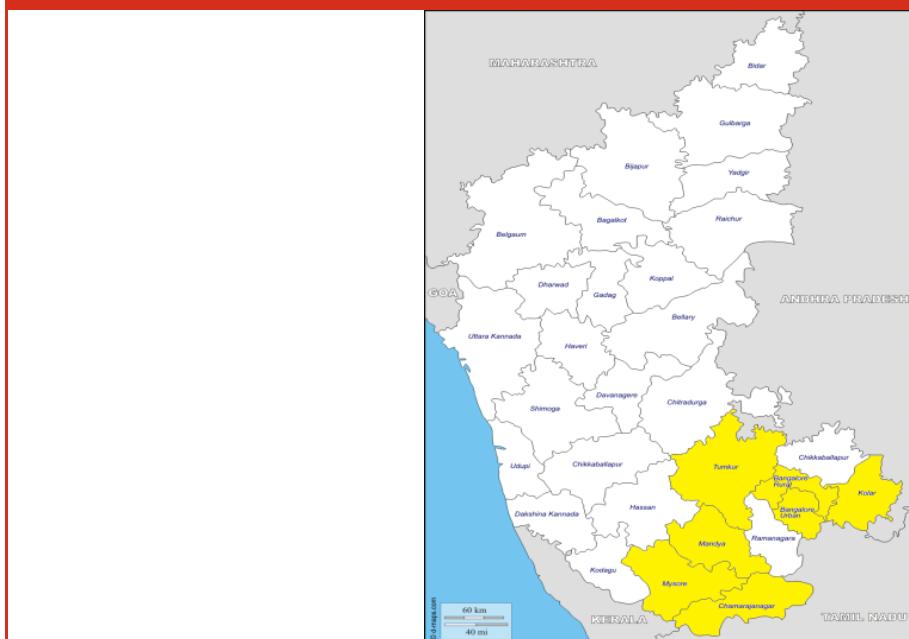 MAHARASHTRA
Bidar
Gulbarga
Bijapur
Yadgir
Bagalkot
Raichur
Belgaum
Koppal
Dharwad
Gadag
GOA
ANDHRA PRADESH
Bellary
Uttara Kannada
Haveri
Davanagere
Chitradurga
Shimoga
Chikkaballapur
Udupi
Chikkaballapur
Tumkur
Bangalore
Rural
Kolar
Hassan
Dakshina Kannada
Bangalore
Urban
Ramanagara
Mandya
Kodagu
Mysore
Chamarajanagar
60 km
40 mi
© d-maps.com
KERALA
TAMIL NADU